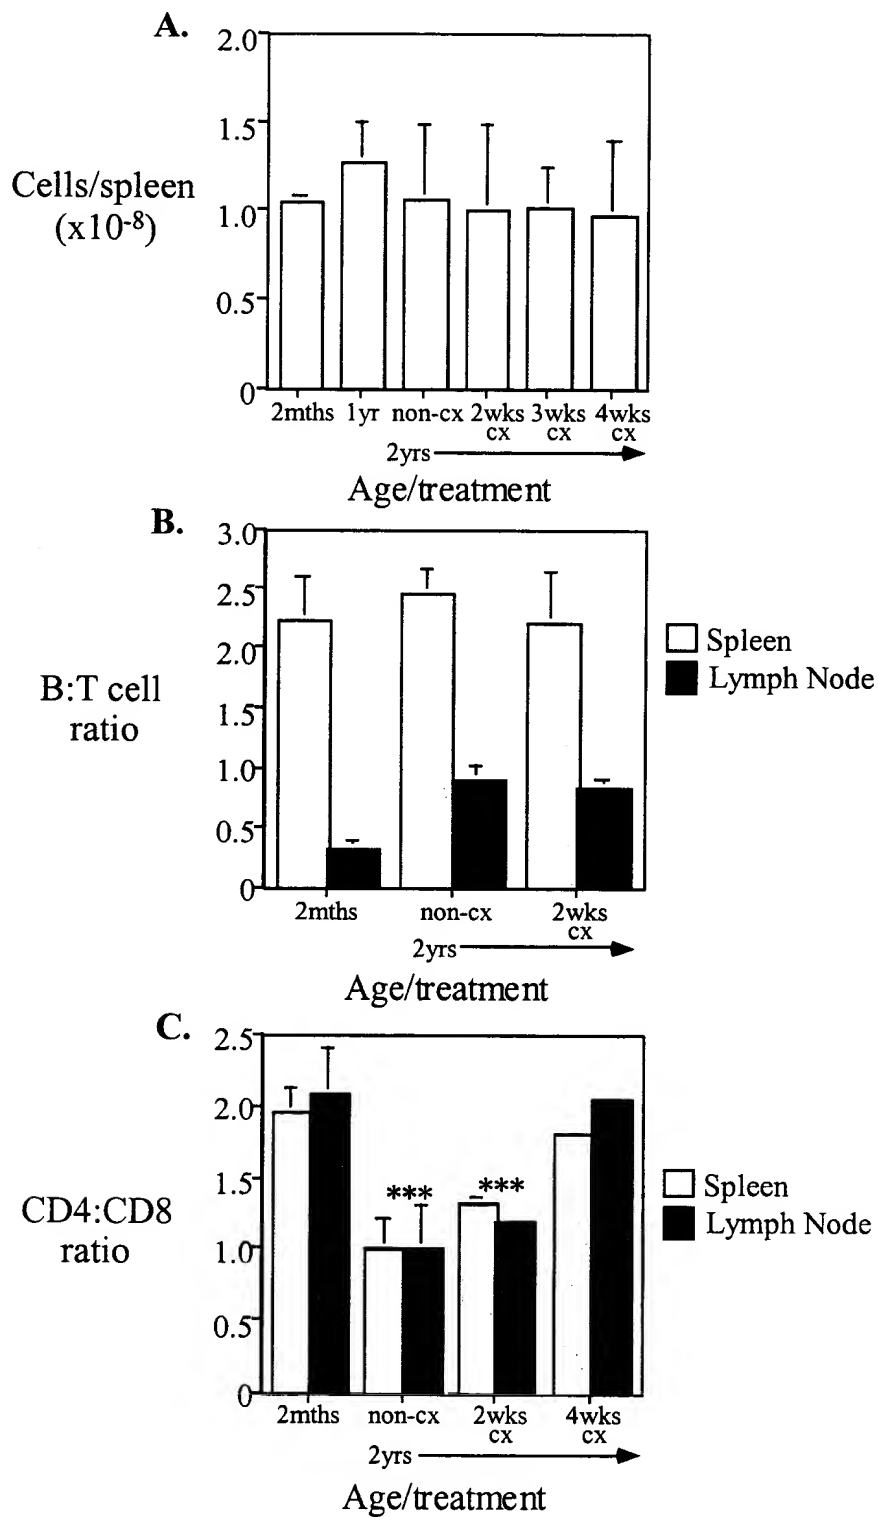 A.
2.0
1.5
1.0
0.5
0
Cells/spleen
(x10-8)
2mths 1yr non-cx 2wks 3wks 4wks
cx cx cx
2yrs
Age/treatment
B.
3.0
2.5
2.0
1.5
1.0
0.5
0
B:T cell
ratio
Spleen
Lymph Node
2mths non-cx 2wks
cx
2yrs
Age/treatment
C.
2.5
2.0
1.5
1.0
0.5
0
CD4:CD8
ratio
*** ***
Spleen
Lymph Node
2mths non-cx 2wks 4wks
cx cx
2yrs
Age/treatment